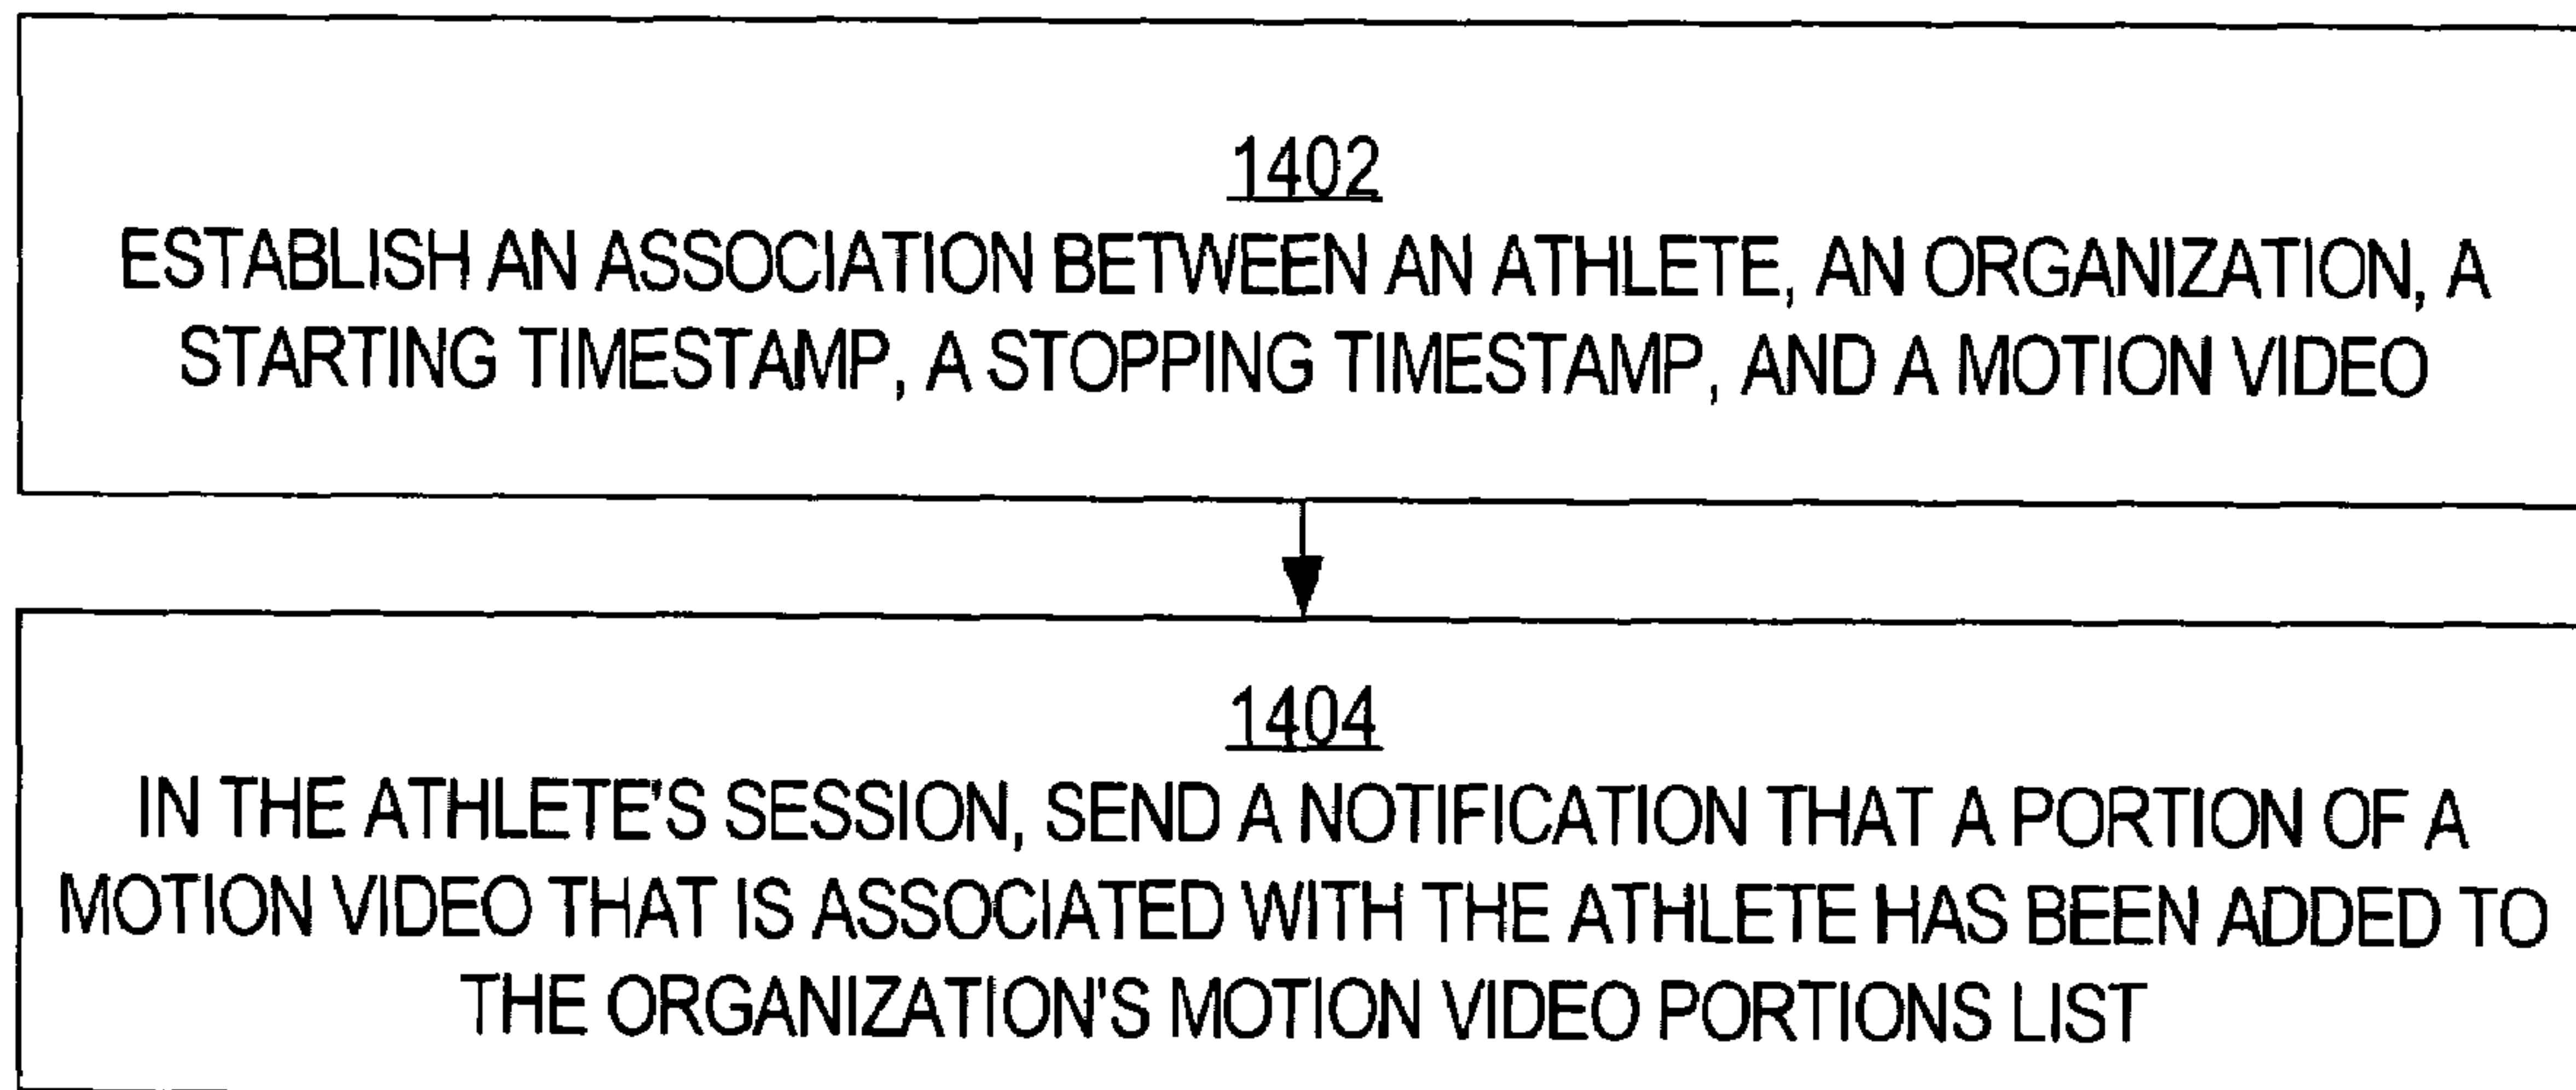 1402
ESTABLISH AN ASSOCIATION BETWEEN AN ATHLETE, AN ORGANIZATION, A
STARTING TIMESTAMP, A STOPPING TIMESTAMP, AND A MOTION VIDEO
1404
IN THE ATHLETE'S SESSION, SEND A NOTIFICATION THAT A PORTION OF A
MOTION VIDEO THAT IS ASSOCIATED WITH THE ATHLETE HAS BEEN ADDED TO
THE ORGANIZATION'S MOTION VIDEO PORTIONS LIST